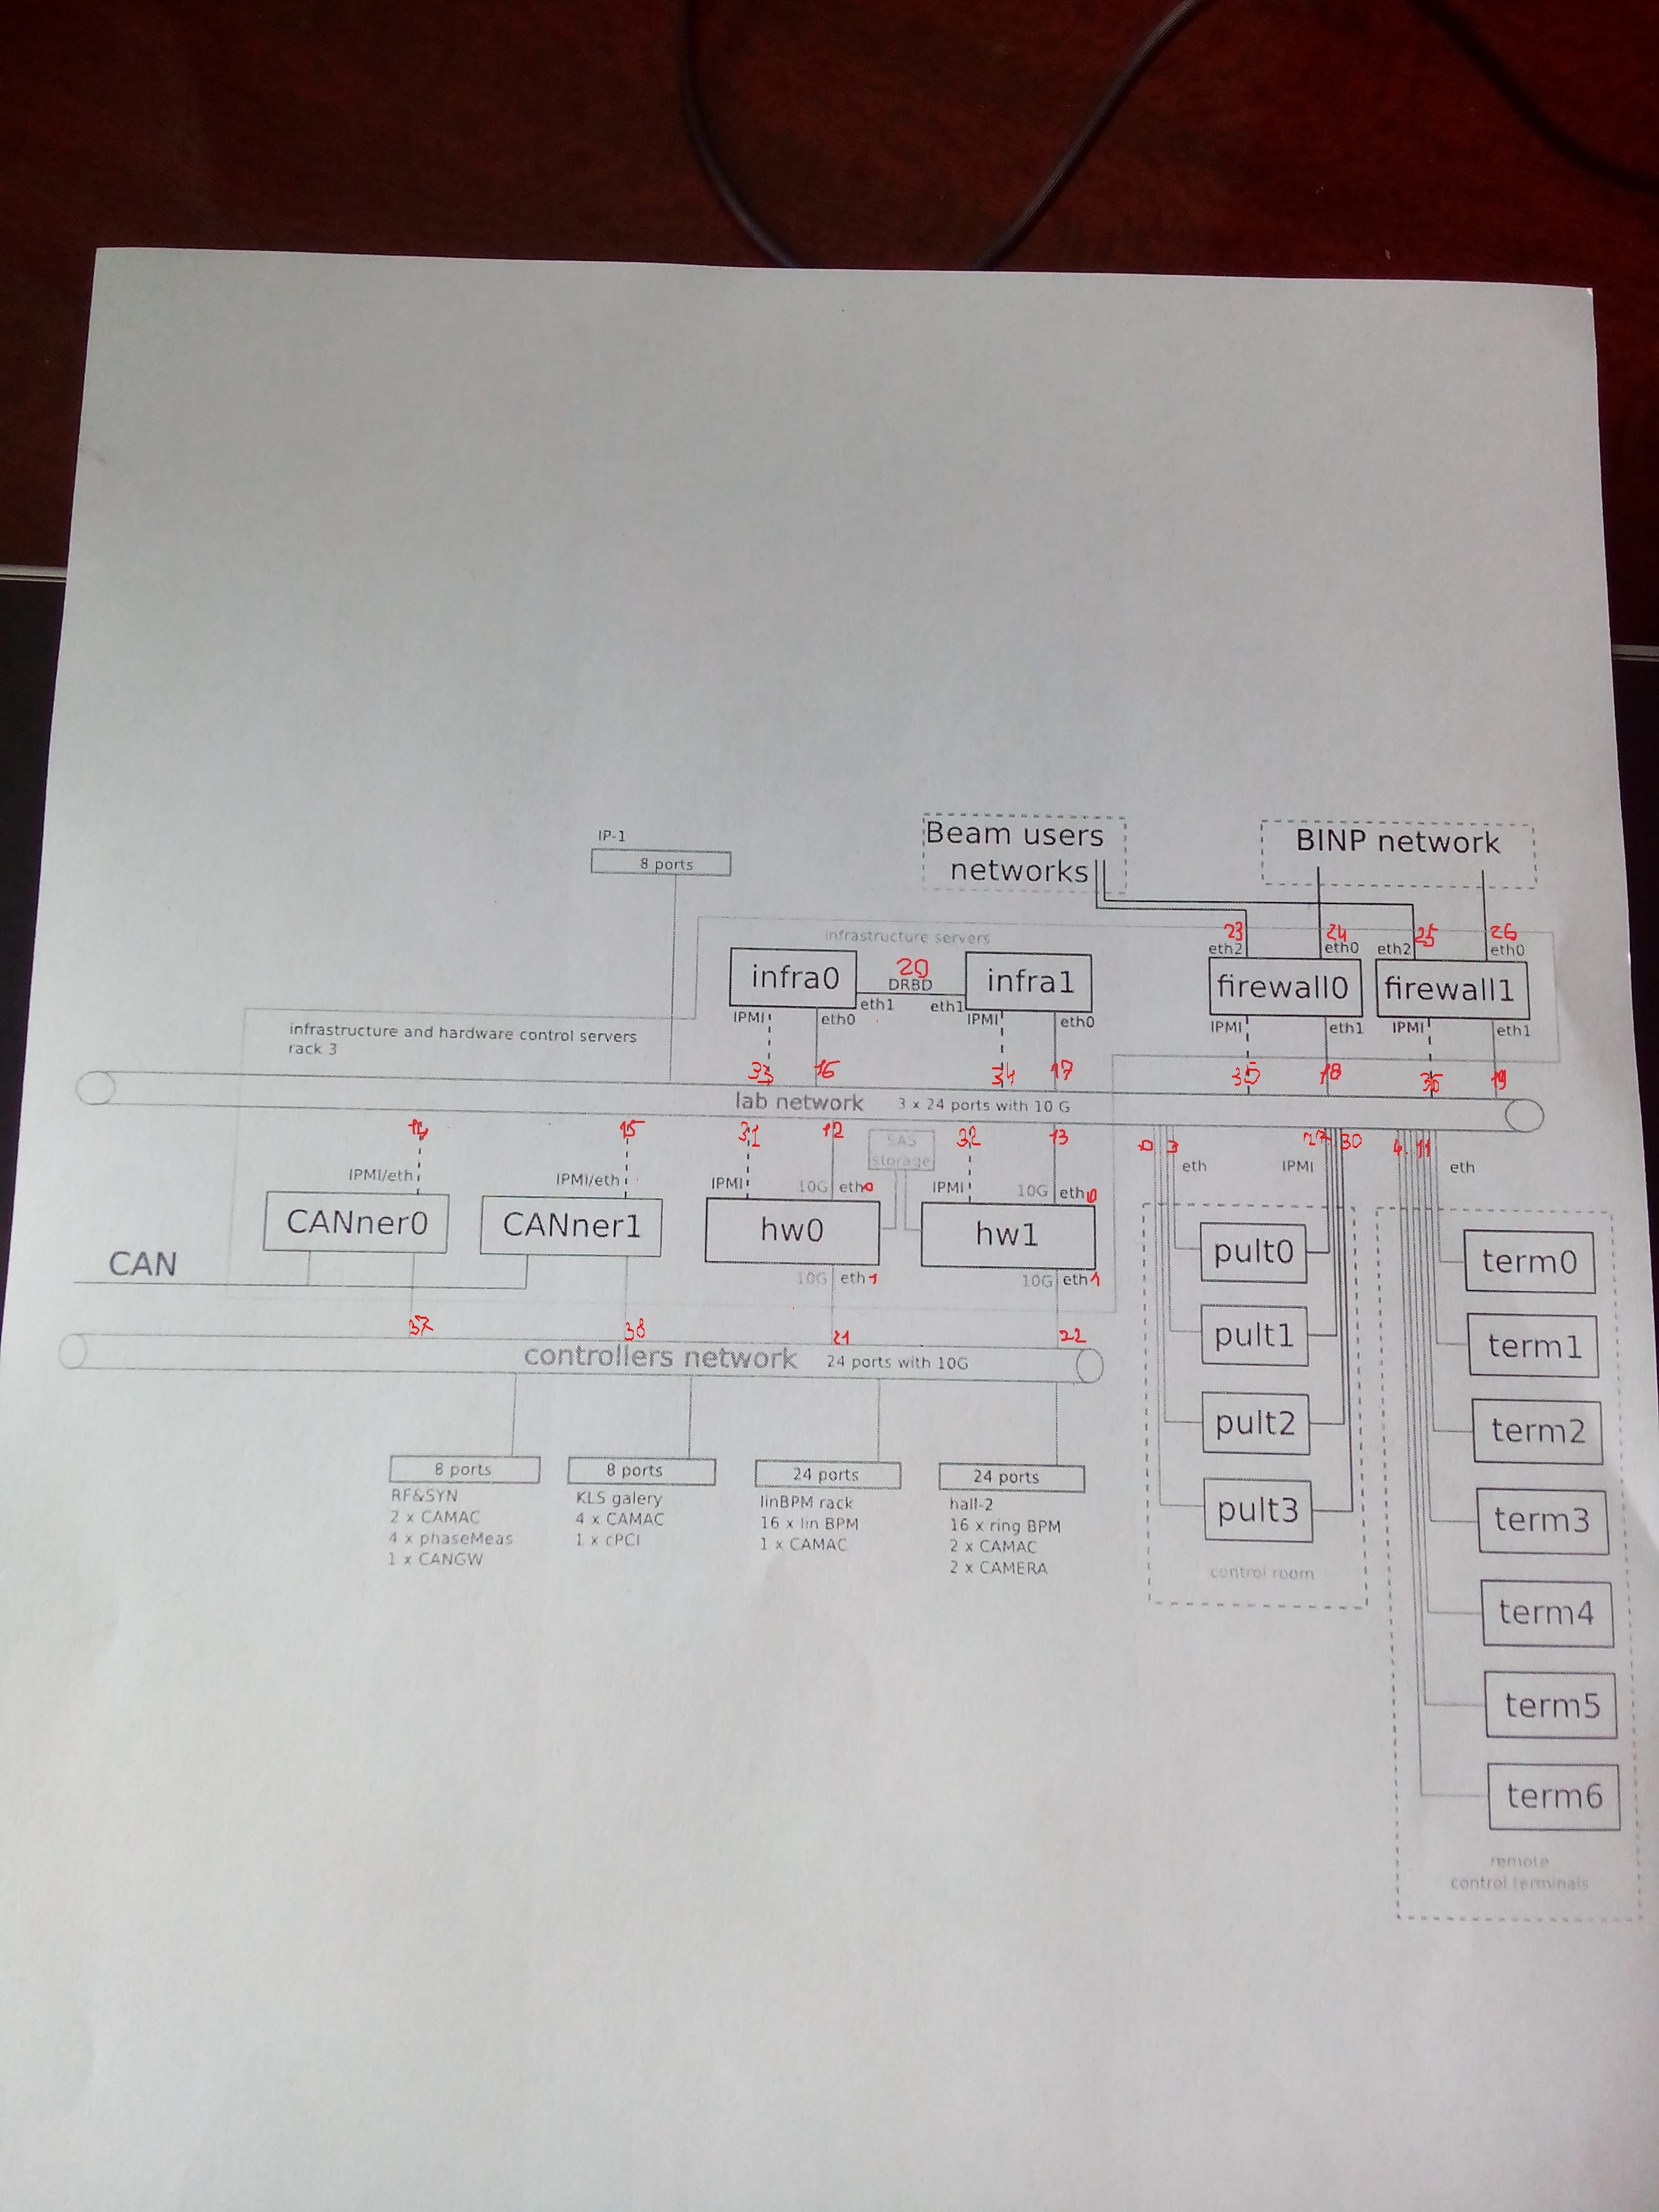 IP-1
8 ports
Beam users
networks
BINP network
infrastructure servers
23
24
25
26
eth2
eth0
eth2
eth0
infra0
20
DRBD
infra1
firewall0
firewall1
eth1
eth1
IPMI
eth0
IPMI
eth0
IPMI
eth1
IPMI
eth1
infrastructure and hardware control servers
rack 3
33
16
34
17
35
18
36
19
lab network
3 x 24 ports with 10 G
14
15
31
12
SAS
storage
32
13
0
3
27
30
4
11
eth
IPMI
eth
IPMI/eth
IPMI/eth
IPMI
10G
eth0
IPMI
10G
eth0
CANner0
CANner1
hw0
hw1
CAN
10G
eth1
10G
eth1
37
38
21
22
controllers network
24 ports with 10G
8 ports
RF&SYN
2 x CAMAC
4 x phaseMeas
1 x CANGW
8 ports
KLS galery
4 x CAMAC
1 x cPCI
24 ports
linBPM rack
16 x lin BPM
1 x CAMAC
24 ports
hall-2
16 x ring BPM
2 x CAMAC
2 x CAMERA
pult0
pult1
pult2
pult3
control room
term0
term1
term2
term3
term4
term5
term6
remote
control terminals